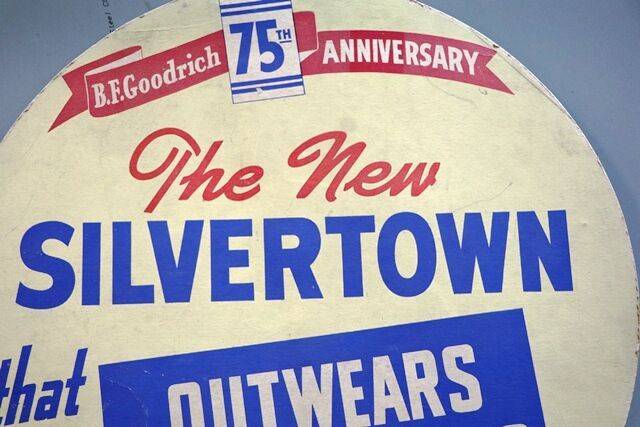 B.F.Goodrich 75TH ANNIVERSARY
The New
SILVERTOWN
that OUTWEARS